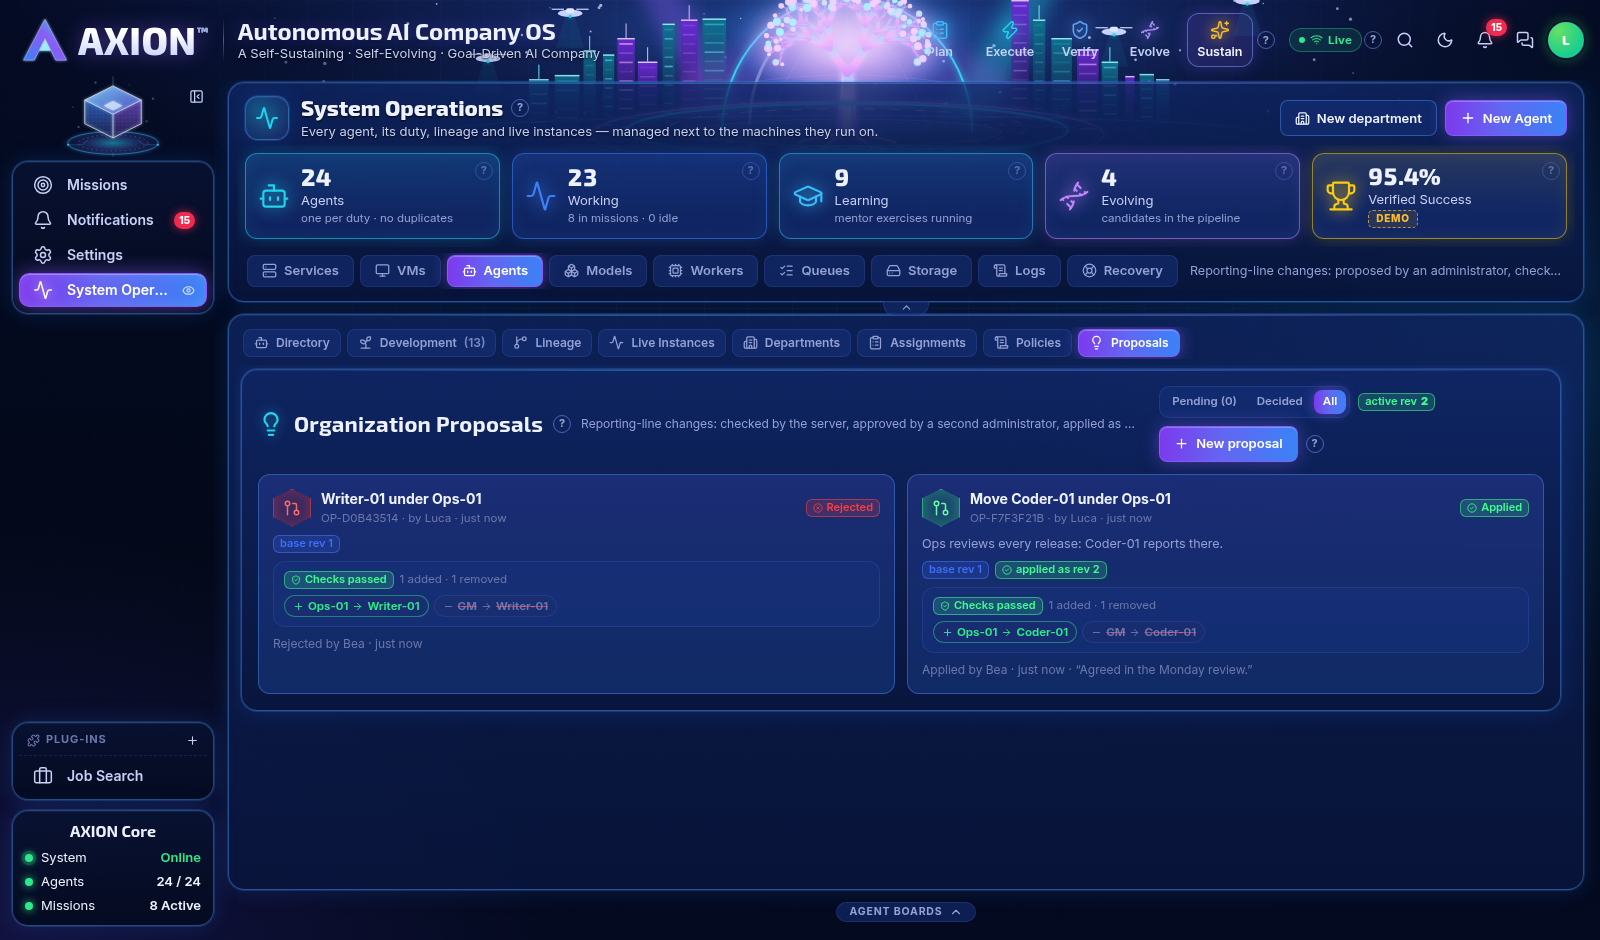 AXION™
Autonomous AI Company OS
A Self-Sustaining · Self-Evolving · Goal-Driven AI Company
Plan
Execute
Verify
Evolve
Sustain
?
Live
?
15
L
Missions
Notifications 15
Settings
System Oper...
System Operations ?
Every agent, its duty, lineage and live instances — managed next to the machines they run on.
New department
+ New Agent
24
Agents
one per duty · no duplicates
?
23
Working
8 in missions · 0 idle
?
9
Learning
mentor exercises running
?
4
Evolving
candidates in the pipeline
?
95.4%
Verified Success
DEMO
?
Services
VMs
Agents
Models
Workers
Queues
Storage
Logs
Recovery
Reporting-line changes: proposed by an administrator, check...
Directory
Development (13)
Lineage
Live Instances
Departments
Assignments
Policies
Proposals
Organization Proposals ?
Reporting-line changes: checked by the server, approved by a second administrator, applied as ...
Pending (0)
Decided
All
active rev 2
+ New proposal
?
Writer-01 under Ops-01
OP-D0B43514 · by Luca · just now
Rejected
base rev 1
Checks passed 1 added · 1 removed
+ Ops-01 → Writer-01
− GM → Writer-01
Rejected by Bea · just now
Move Coder-01 under Ops-01
OP-F7F3F21B · by Luca · just now
Applied
Ops reviews every release: Coder-01 reports there.
base rev 1
applied as rev 2
Checks passed 1 added · 1 removed
+ Ops-01 → Coder-01
− GM → Coder-01
Applied by Bea · just now · “Agreed in the Monday review.”
PLUG-INS +
Job Search
AXION Core
System Online
Agents 24 / 24
Missions 8 Active
AGENT BOARDS